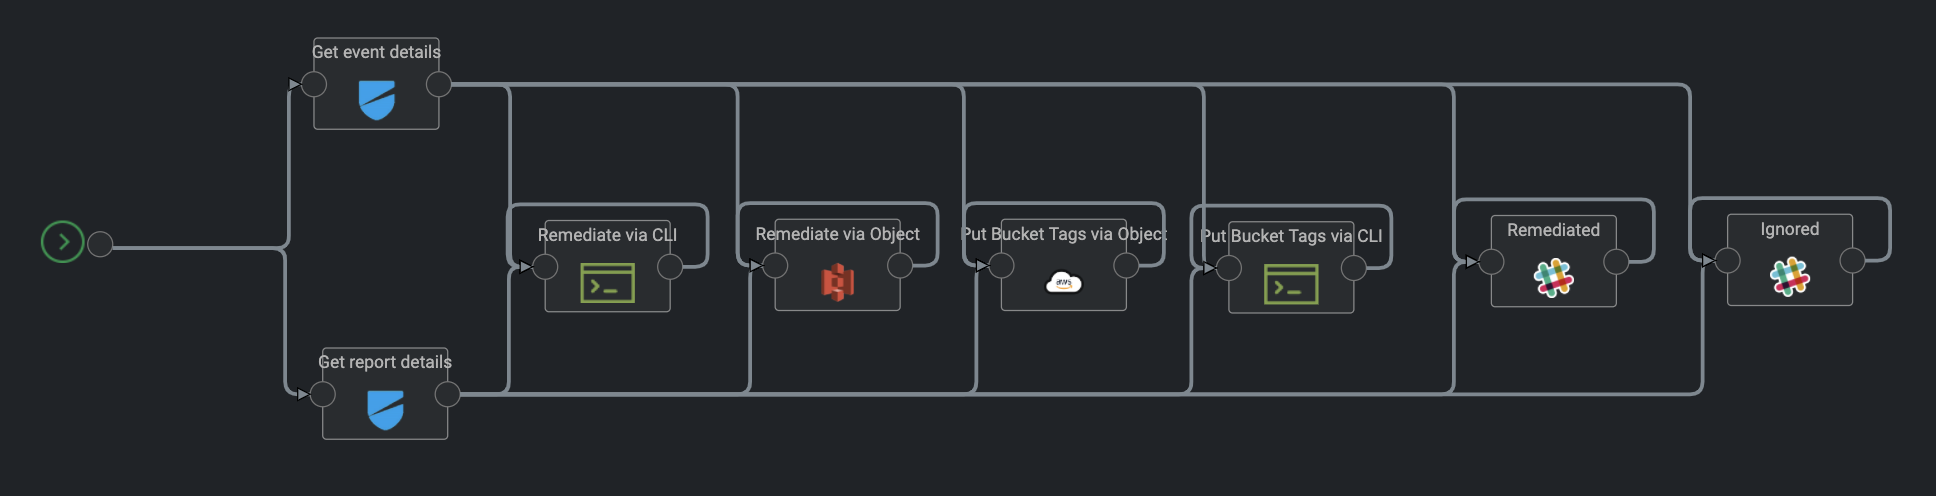 Get event details
Remediate via CLI
Remediate via Object
Put Bucket Tags via Object
Put Bucket Tags via CLI
Remediated
Ignored
aws
Get report details